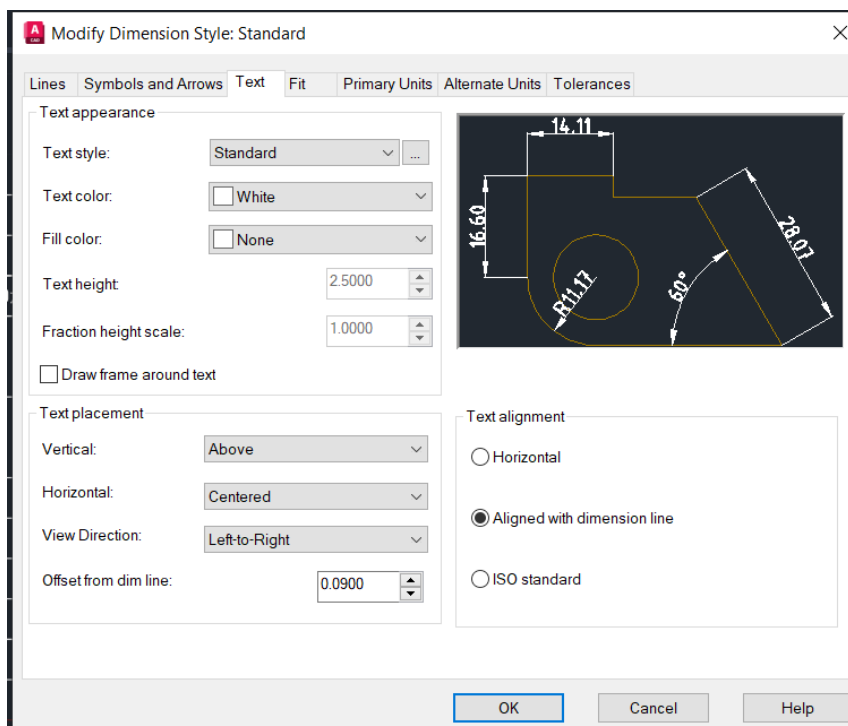 A
CAD
Modify Dimension Style: Standard
Lines Symbols and Arrows Text Fit Primary Units Alternate Units Tolerances
Text appearance
Text style: Standard ...
Text color: White
Fill color: None
Text height: 2.5000
Fraction height scale: 1.0000
Draw frame around text
14.11
16.60
28.07
R11.17
60°
Text placement
Vertical: Above
Horizontal: Centered
View Direction: Left-to-Right
Offset from dim line: 0.0900
Text alignment
Horizontal
Aligned with dimension line
ISO standard
OK Cancel Help